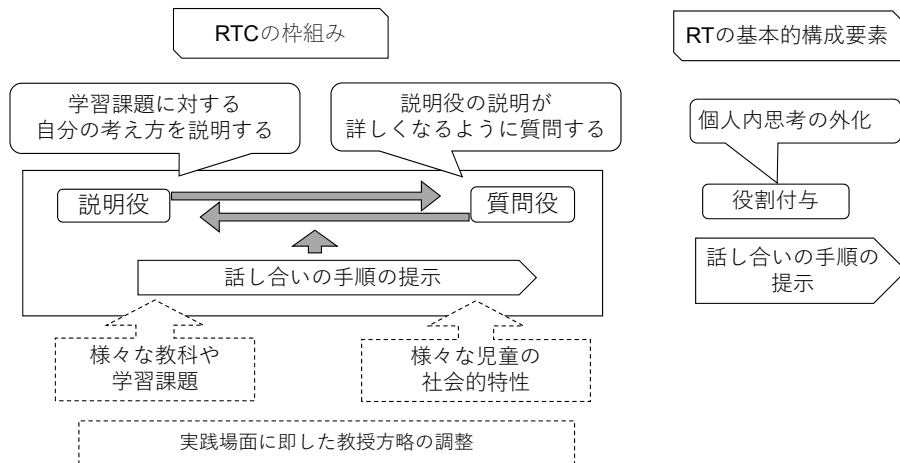 RTCの枠組み
学習課題に対する
自分の考え方を説明する
説明役の説明が
詳しくなるように質問する
説明役
質問役
話し合いの手順の提示
様々な教科や
学習課題
様々な児童の
社会的特性
実践場面に即した教授方略の調整
RTの基本的構成要素
個人内思考の外化
役割付与
話し合いの手順の
提示